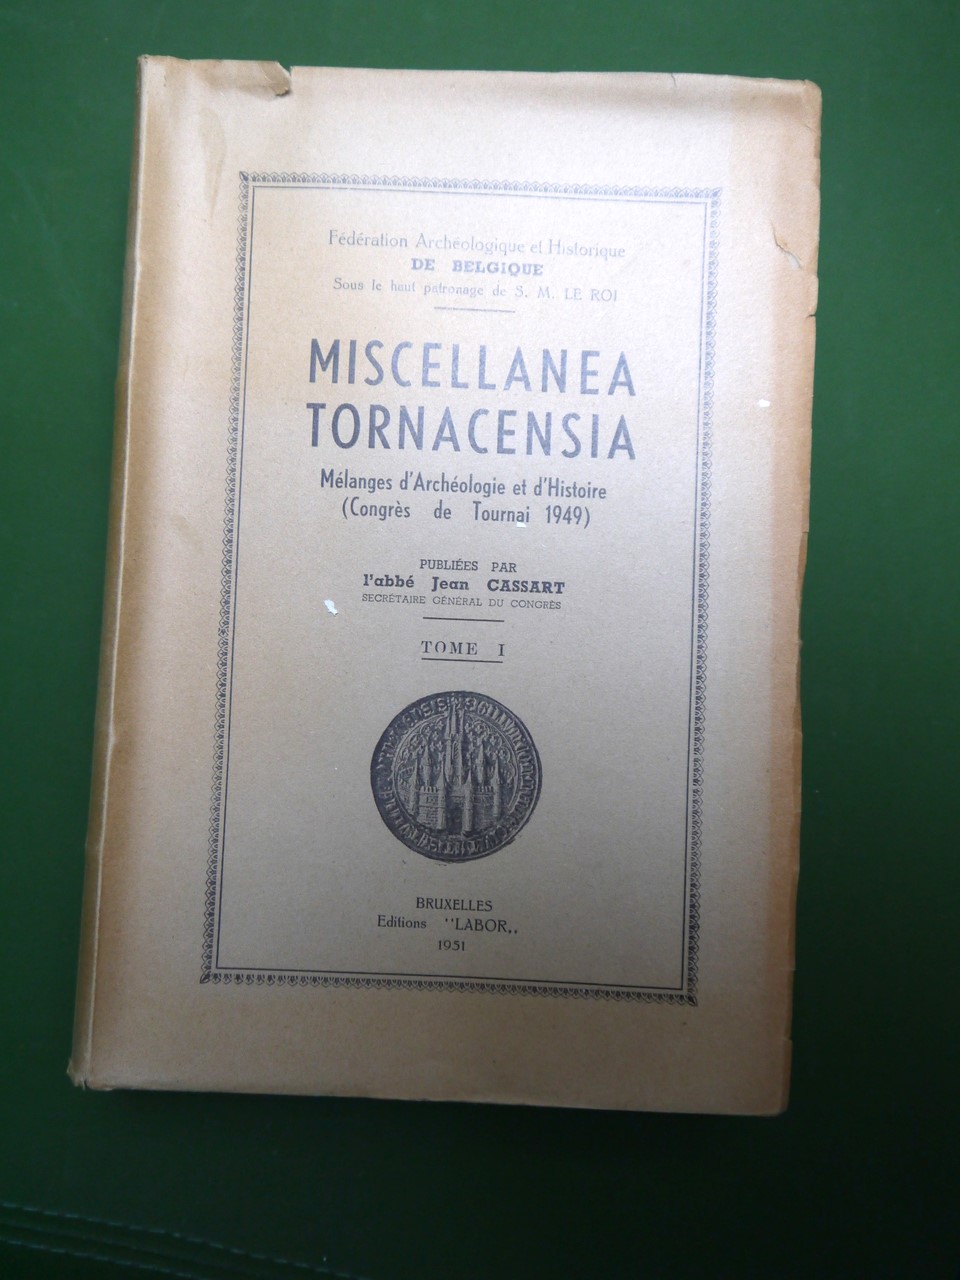 Fédération Archéologique et Historique
DE BELGIQUE
Sous le haut patronage de S. M. LE ROI
MISCELLANEA
TORNACENSIA
Mélanges d'Archéologie et d'Histoire
(Congrès de Tournai 1949)
PUBLIÉES PAR
l'abbé Jean CASSART
SECRÉTAIRE GÉNÉRAL DU CONGRÈS
TOME I
BRUXELLES
Editions "LABOR„
1951